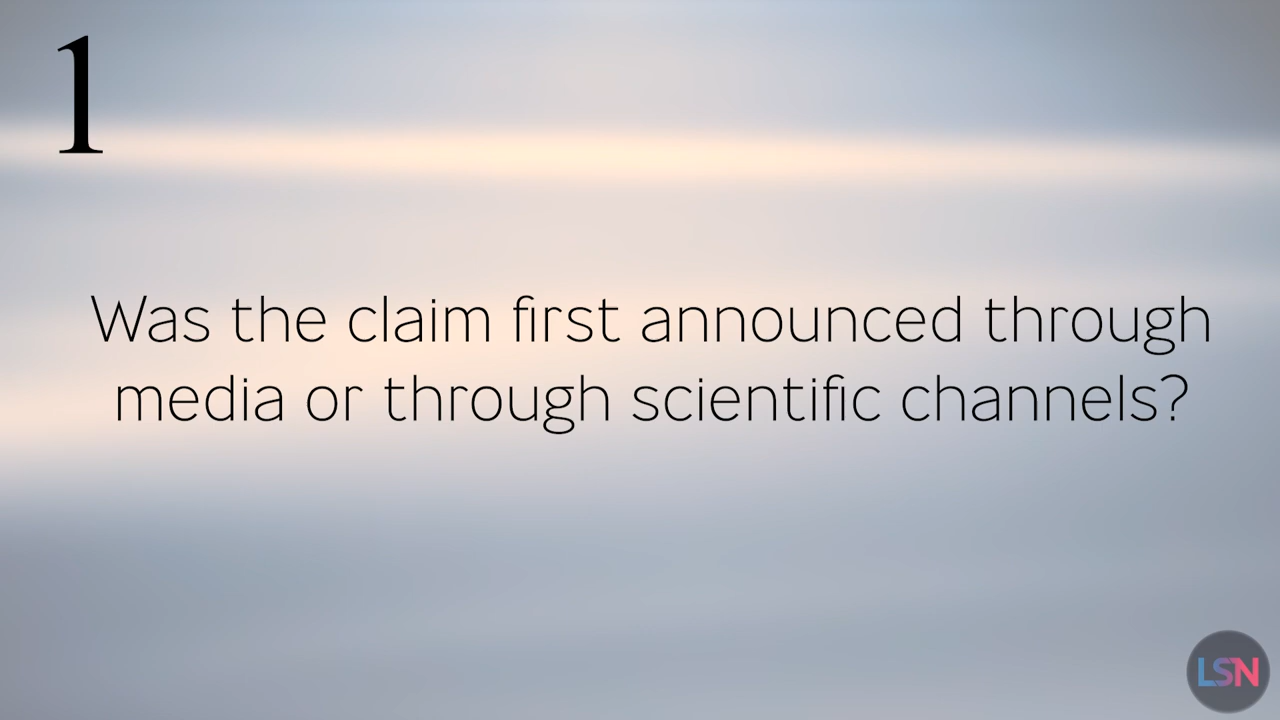 1
Was the claim first announced through
media or through scientific channels?
LSN